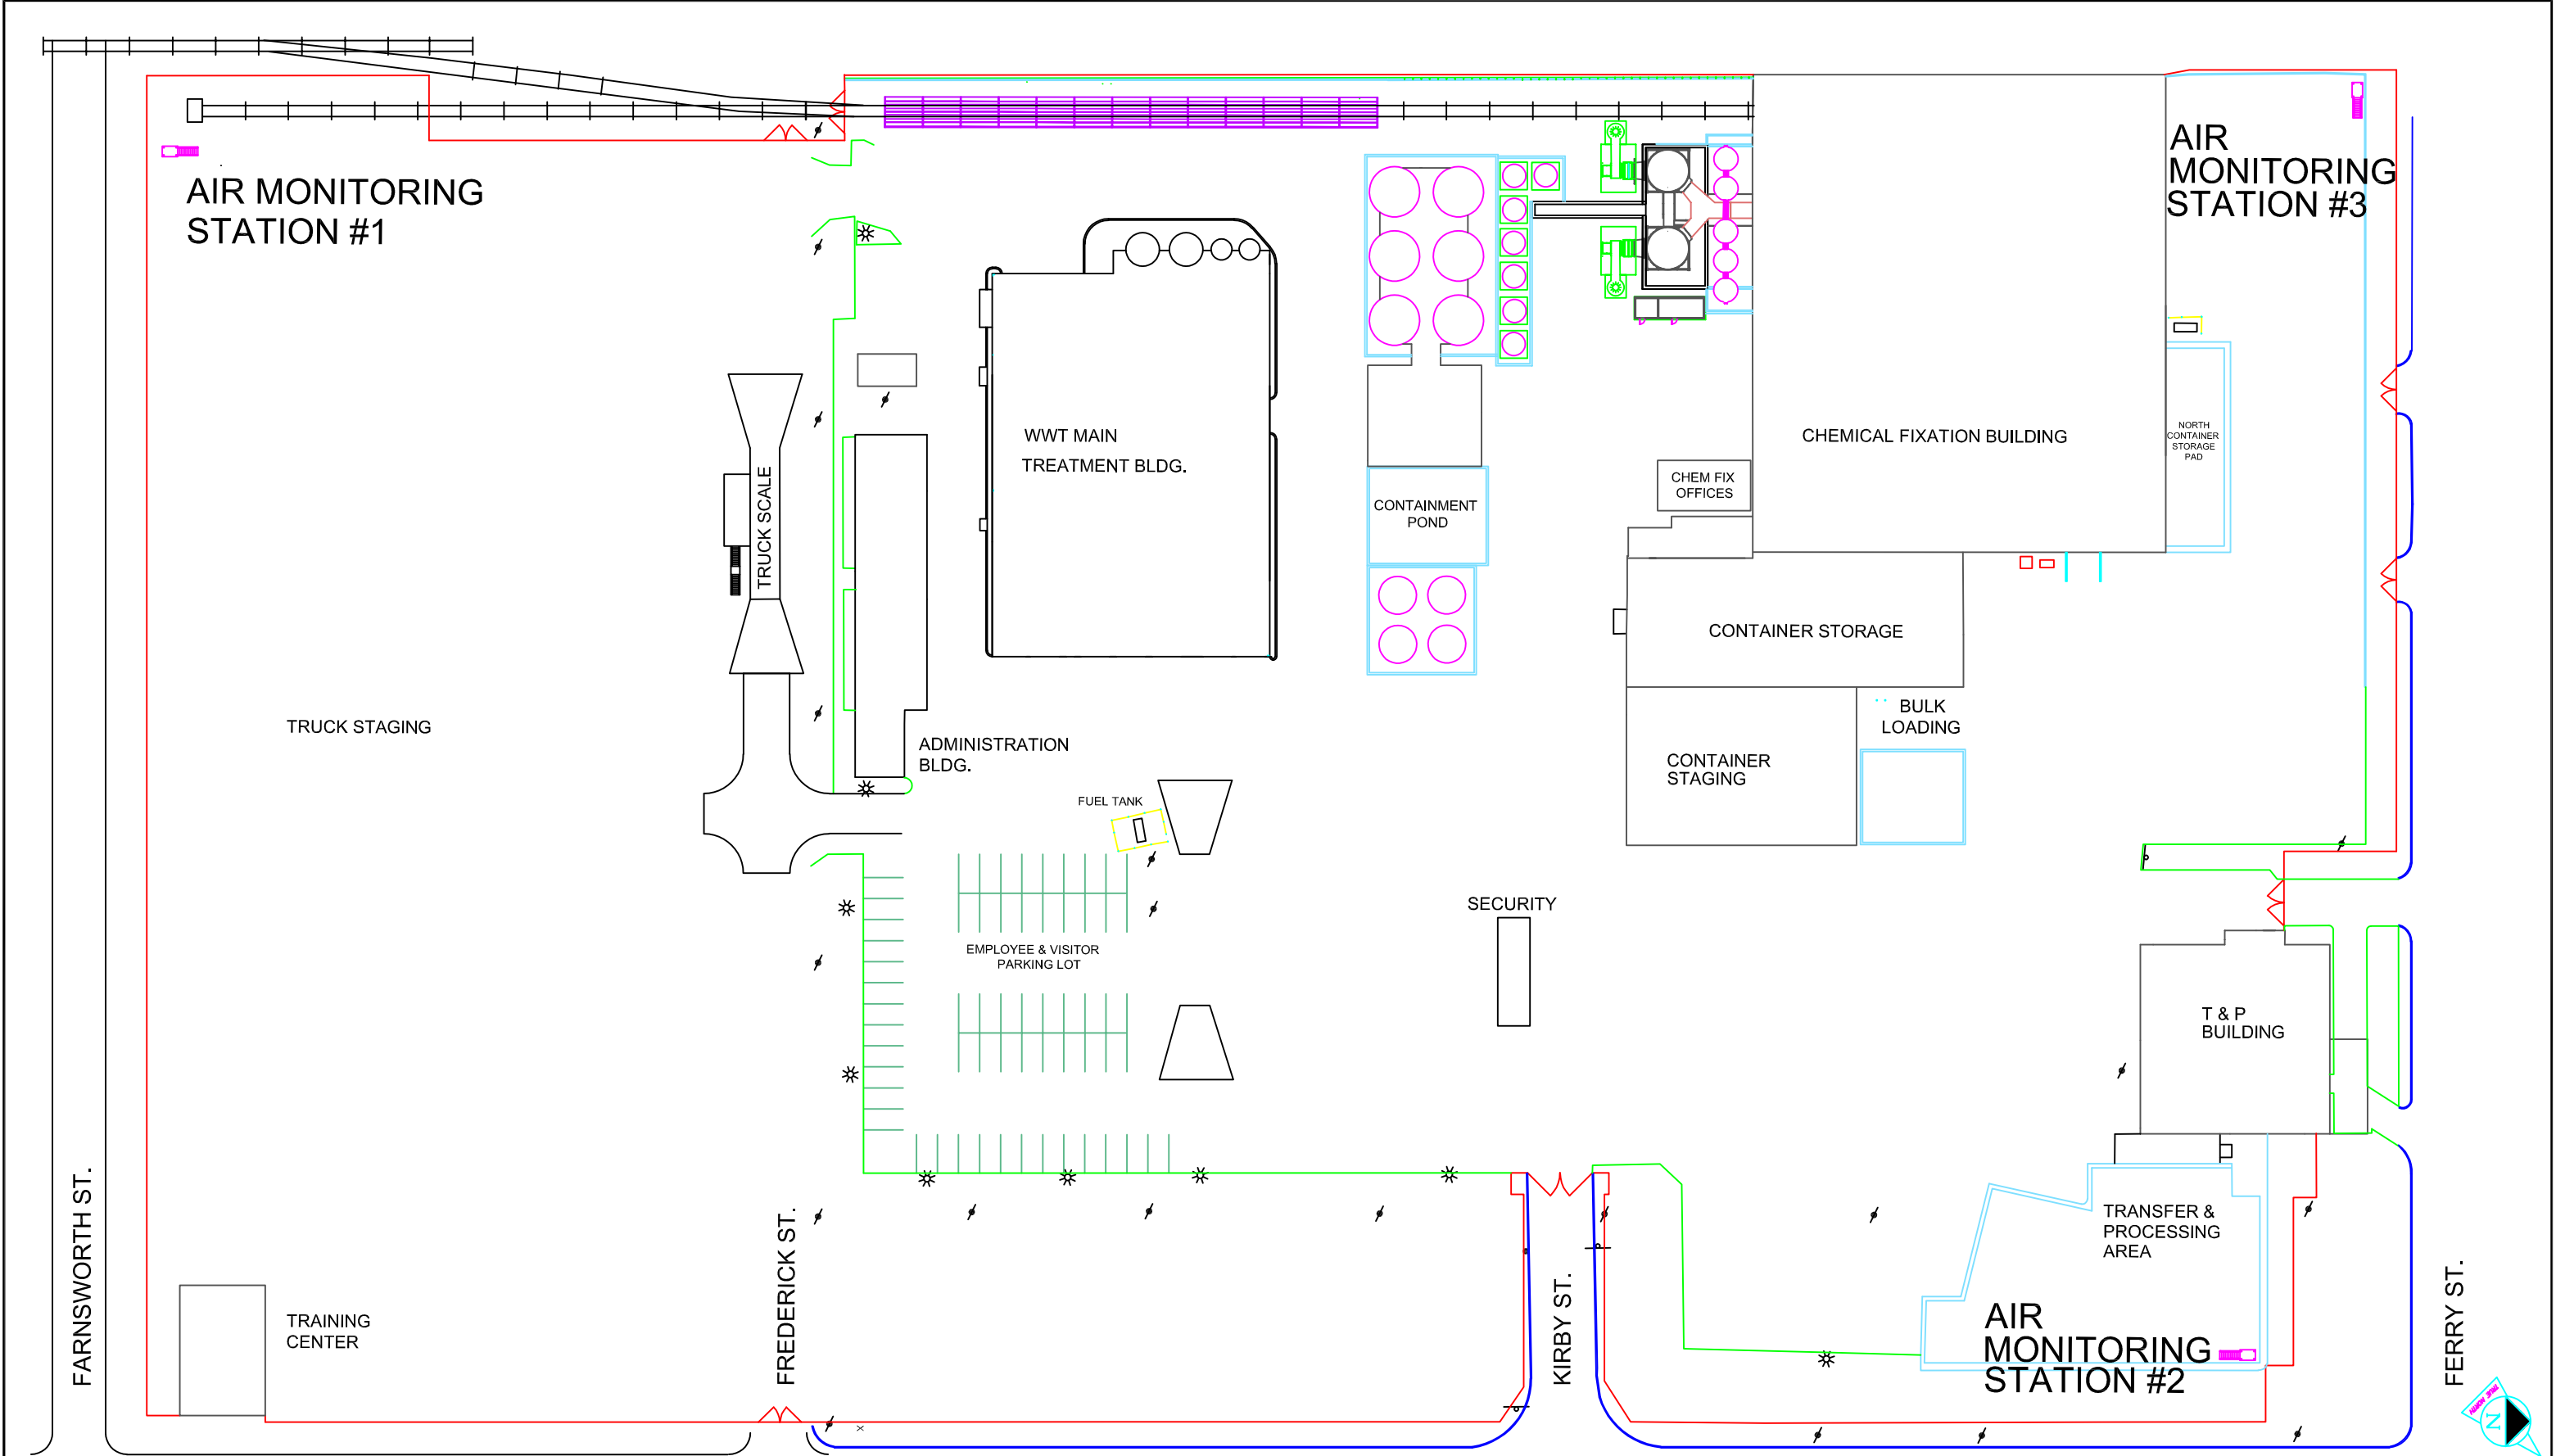 AIR MONITORING
STATION #1
AIR
MONITORING
STATION #3
WWT MAIN
TREATMENT BLDG.
CHEMICAL FIXATION BUILDING
NORTH
CONTAINER
STORAGE
PAD
CHEM FIX
OFFICES
CONTAINMENT
POND
TRUCK SCALE
CONTAINER STORAGE
TRUCK STAGING
BULK
LOADING
ADMINISTRATION
BLDG.
CONTAINER
STAGING
FUEL TANK
SECURITY
EMPLOYEE & VISITOR
PARKING LOT
T & P
BUILDING
TRANSFER &
PROCESSING
AREA
FARNSWORTH ST.
FREDERICK ST.
KIRBY ST.
FERRY ST.
TRAINING
CENTER
AIR
MONITORING
STATION #2
TRUE NORTH
N